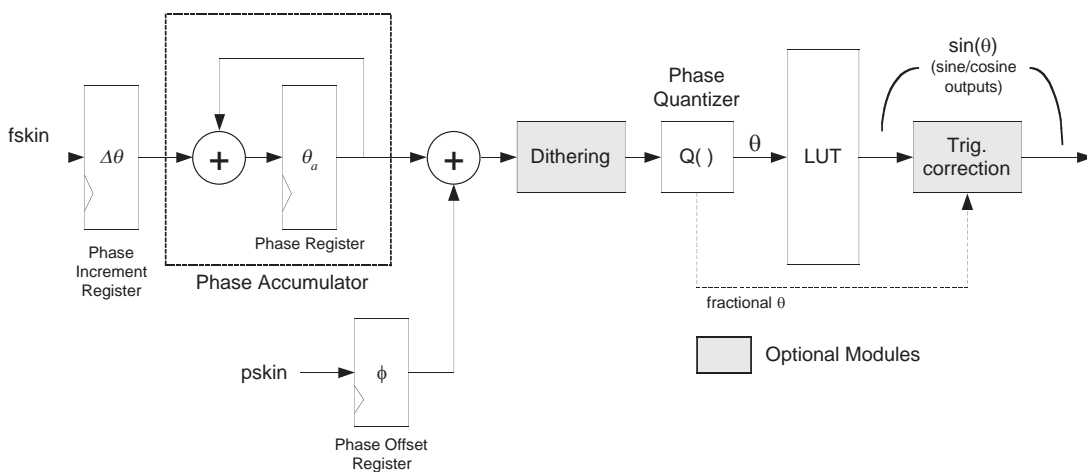 sin(θ)
(sine/cosine
outputs)
Phase
Quantizer
fskin
Δθ
+
θa
+
Dithering
Q( )
θ
LUT
Trig.
correction
Phase Register
Phase
Increment
Register
Phase Accumulator
fractional θ
Optional Modules
pskin
ϕ
Phase Offset
Register